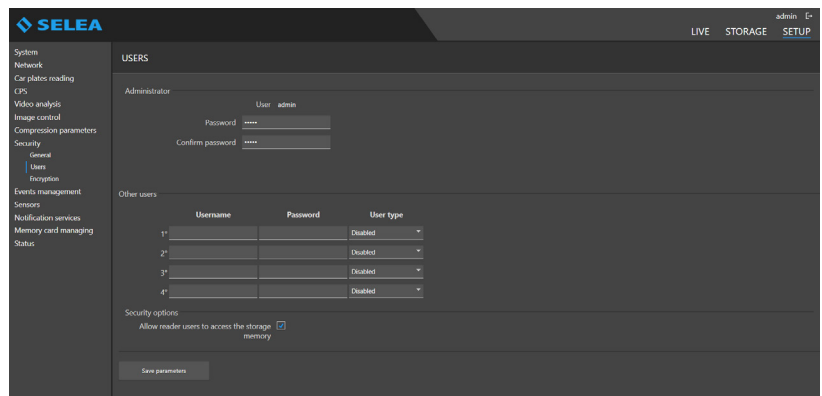 SELEA
admin
LIVE STORAGE SETUP
System
Network
Car plates reading
CPS
Video analysis
Image control
Compression parameters
Security
General
Users
Encryption
Events management
Sensors
Notification services
Memory card managing
Status
USERS
Administrator
User admin
Password •••••
Confirm password •••••
Other users
Username Password User type
1° Disabled
2° Disabled
3° Disabled
4° Disabled
Security options
Allow reader users to access the storage
memory
Save parameters